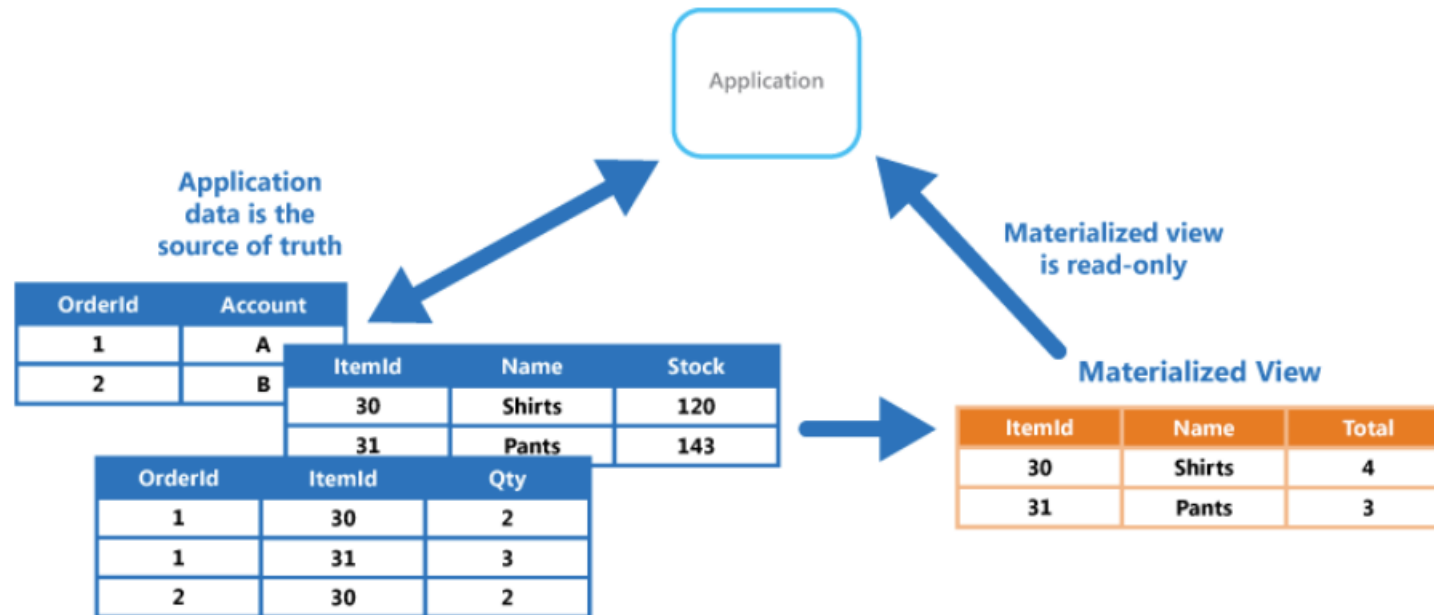 Application
Application
data is the
source of truth
Materialized view
is read-only
OrderId Account
1 A
2 B
ItemId Name Stock
30 Shirts 120
31 Pants 143
OrderId ItemId Qty
1 30 2
1 31 3
2 30 2
Materialized View
ItemId Name Total
30 Shirts 4
31 Pants 3